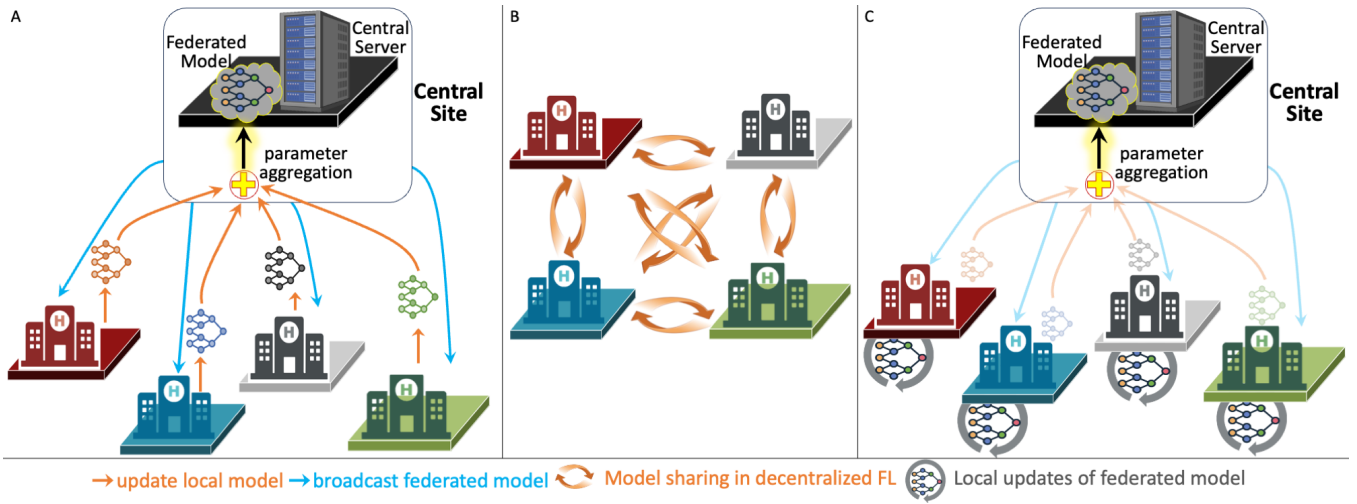 A
Federated
Model
Central
Server
Central
Site
parameter
aggregation
H
H
H
H
B
H
H
H
H
C
Federated
Model
Central
Server
Central
Site
parameter
aggregation
H
H
H
H
update local model
broadcast federated model
Model sharing in decentralized FL
Local updates of federated model